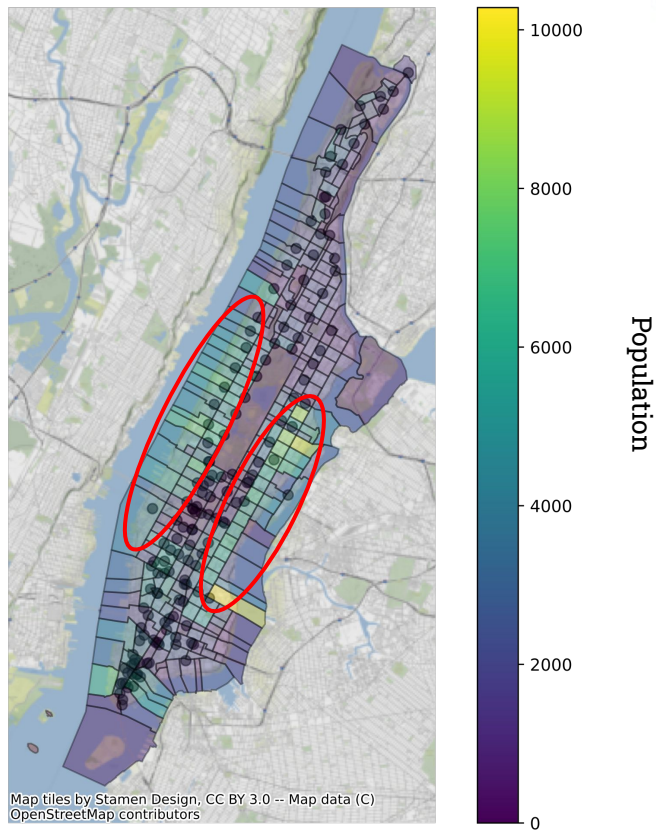 10000
8000
6000
4000
2000
0
Population
Map tiles by Stamen Design, CC BY 3.0 -- Map data (C)
OpenStreetMap contributors